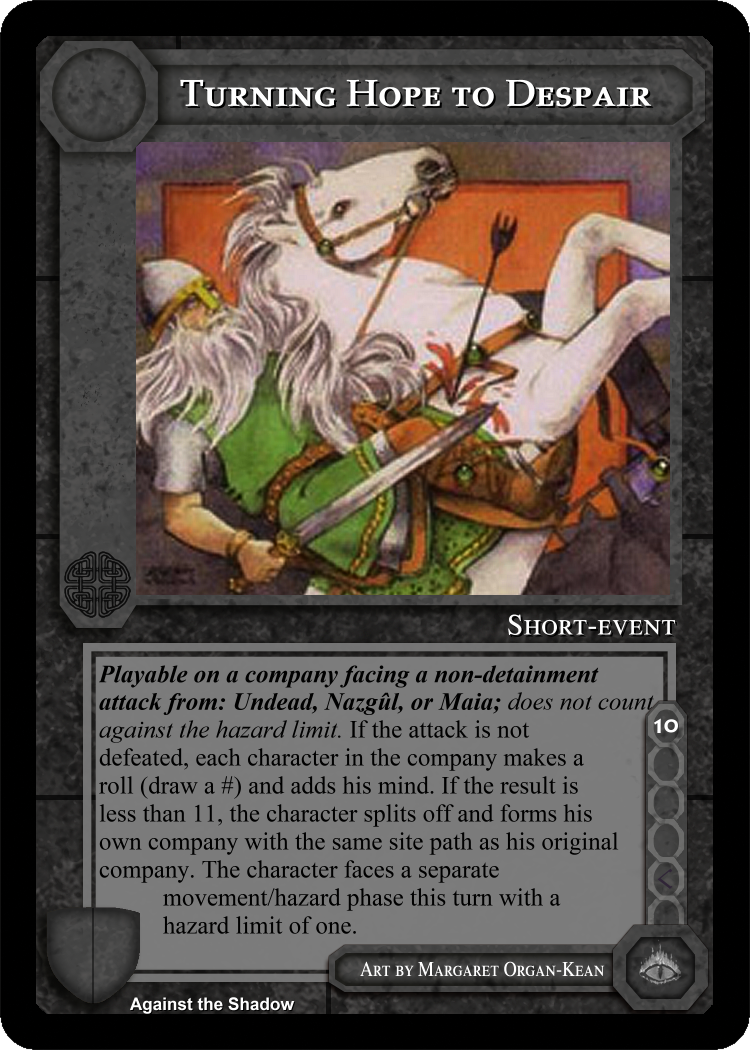 Turning Hope to Despair
Short-event
Playable on a company facing a non-detainment
attack from: Undead, Nazgûl, or Maia; does not count
against the hazard limit. If the attack is not
defeated, each character in the company makes a
roll (draw a #) and adds his mind. If the result is
less than 11, the character splits off and forms his
own company with the same site path as his original
company. The character faces a separate
movement/hazard phase this turn with a
hazard limit of one.
10
Art by Margaret Organ-Kean
Against the Shadow